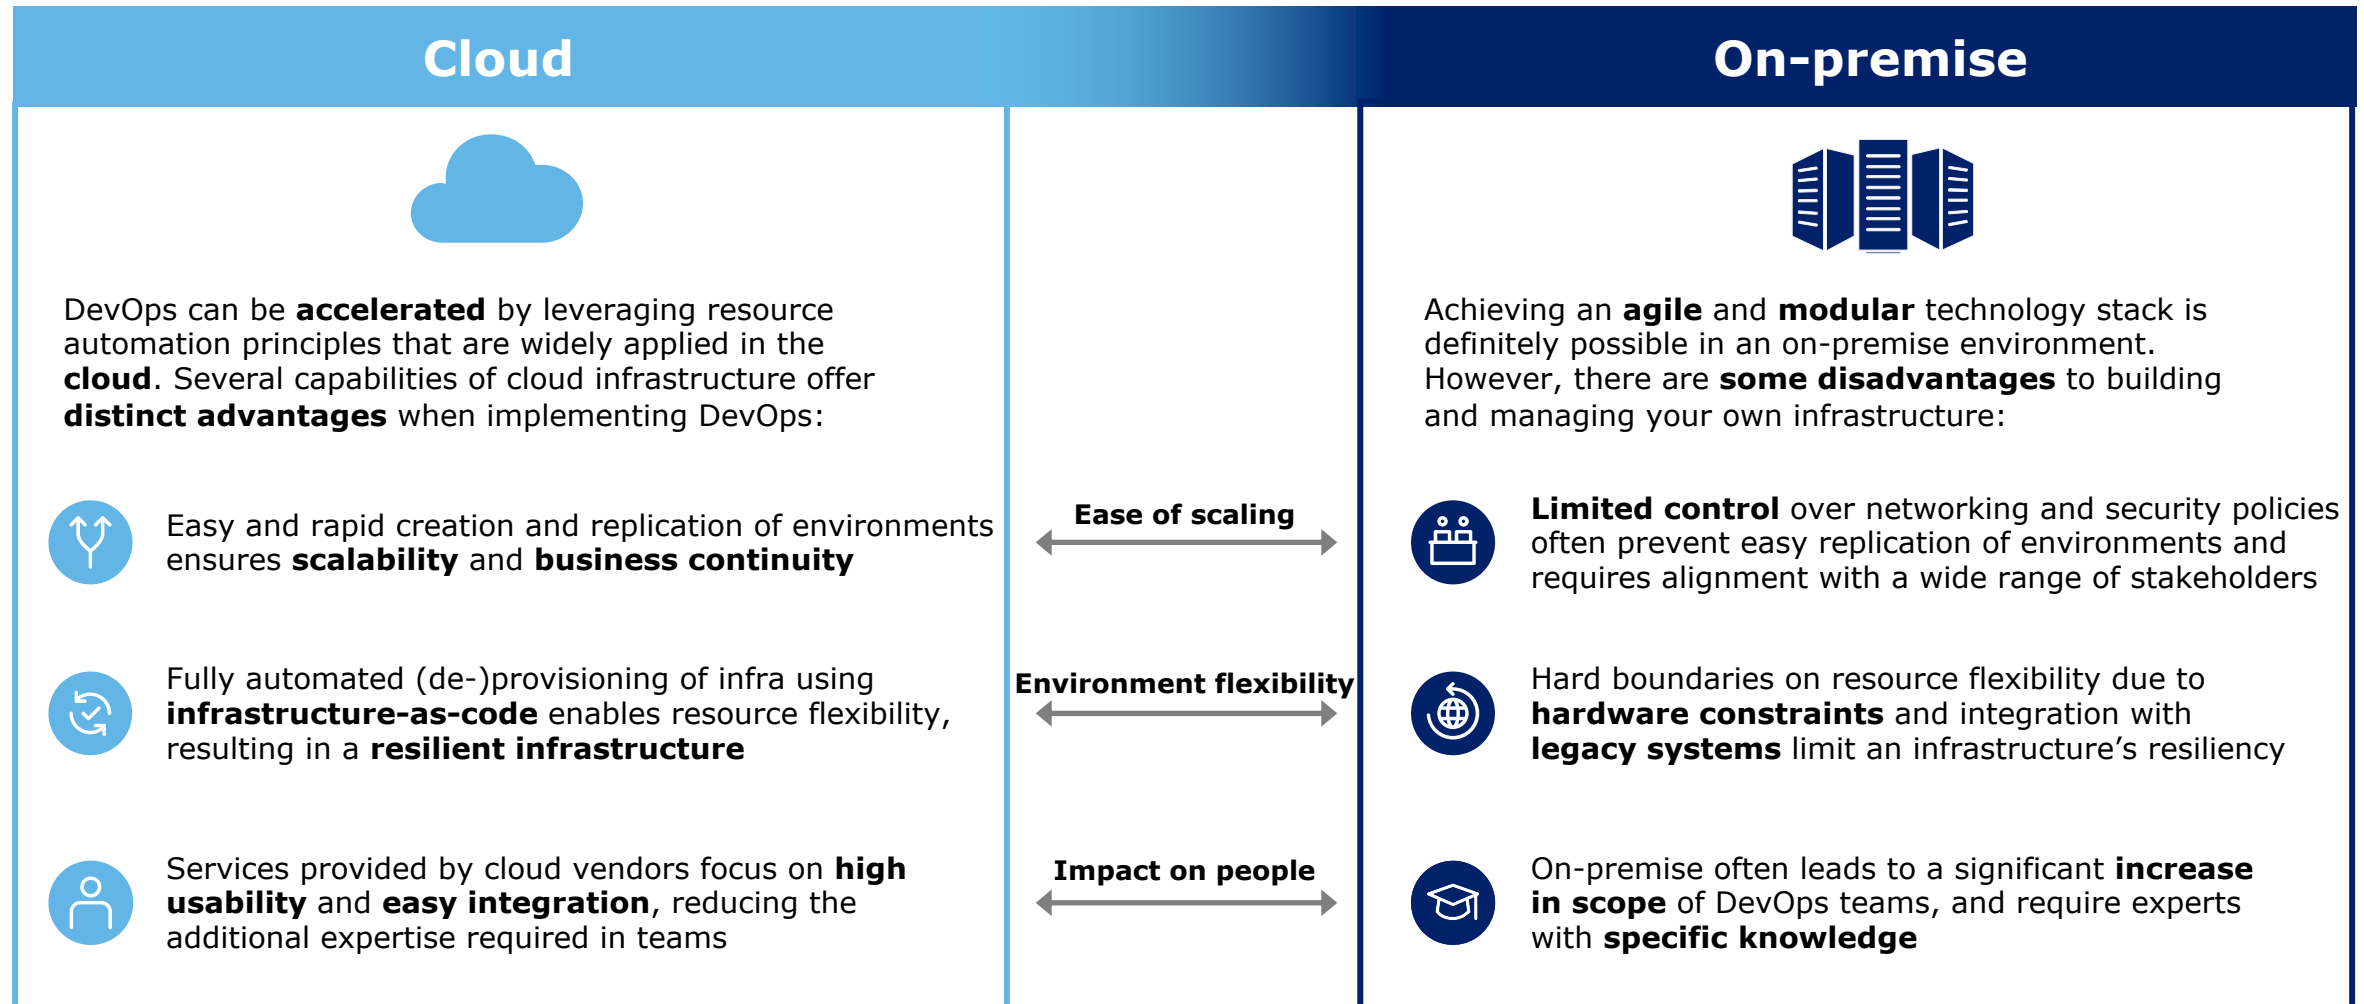 Cloud
On-premise
DevOps can be accelerated by leveraging resource
automation principles that are widely applied in the
cloud. Several capabilities of cloud infrastructure offer
distinct advantages when implementing DevOps:
Achieving an agile and modular technology stack is
definitely possible in an on-premise environment.
However, there are some disadvantages to building
and managing your own infrastructure:
Easy and rapid creation and replication of environments
ensures scalability and business continuity
Ease of scaling
Limited control over networking and security policies
often prevent easy replication of environments and
requires alignment with a wide range of stakeholders
Fully automated (de-)provisioning of infra using
infrastructure-as-code enables resource flexibility,
resulting in a resilient infrastructure
Environment flexibility
Hard boundaries on resource flexibility due to
hardware constraints and integration with
legacy systems limit an infrastructure’s resiliency
Services provided by cloud vendors focus on high
usability and easy integration, reducing the
additional expertise required in teams
Impact on people
On-premise often leads to a significant increase
in scope of DevOps teams, and require experts
with specific knowledge